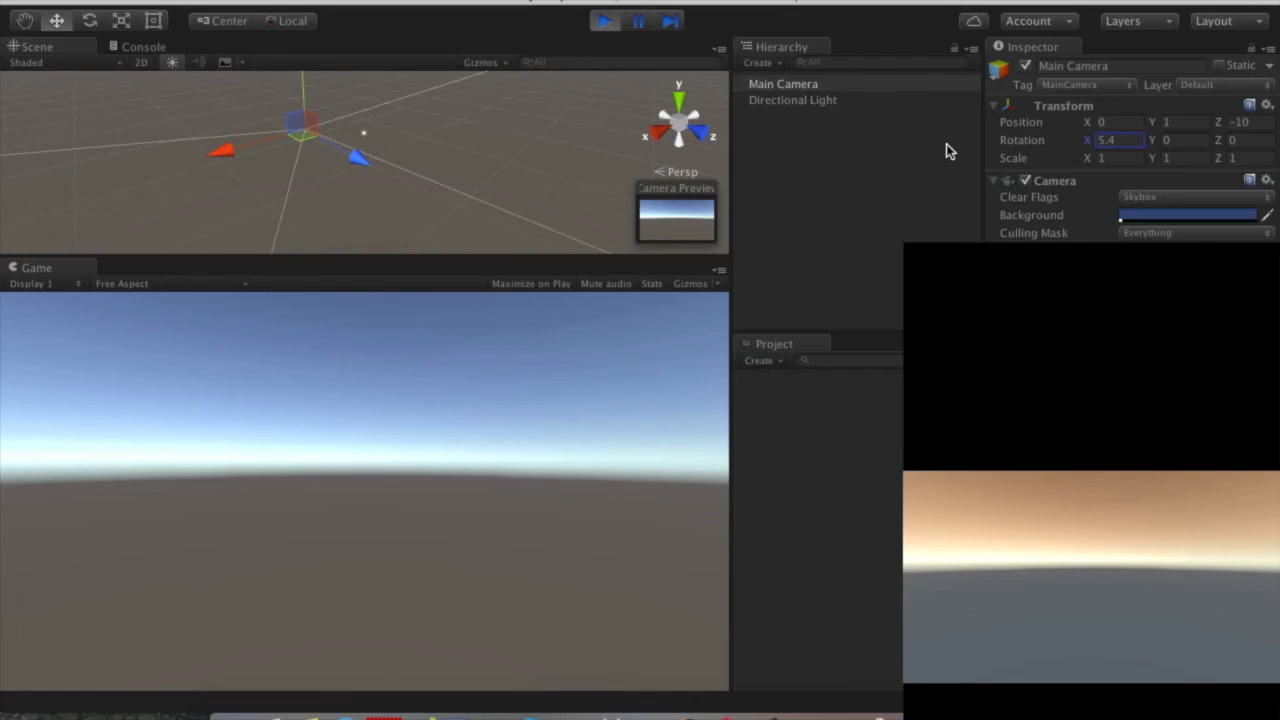 Center Local Account Layers Layout
Scene Console
Shaded 2D Gizmos All
y
x z
Persp
Camera Preview
Game
Display 1 Free Aspect Maximize on Play Mute audio Stats Gizmos
Hierarchy
Create All
Main Camera
Directional Light
Project
Create
Inspector
Main Camera Static
Tag MainCamera Layer Default
Transform
Position X 0 Y 1 Z -10
Rotation X 5.4 Y 0 Z 0
Scale X 1 Y 1 Z 1
Camera
Clear Flags Skybox
Background
Culling Mask Everything